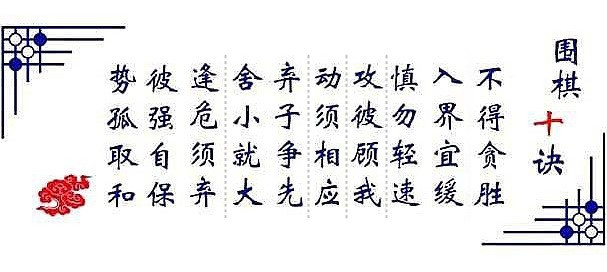 围棋十诀
不得贪胜
入界宜缓
慎勿轻速
攻彼顾我
动须相应
弃子争先
舍小就大
逢危须弃
彼强自保
势孤取和